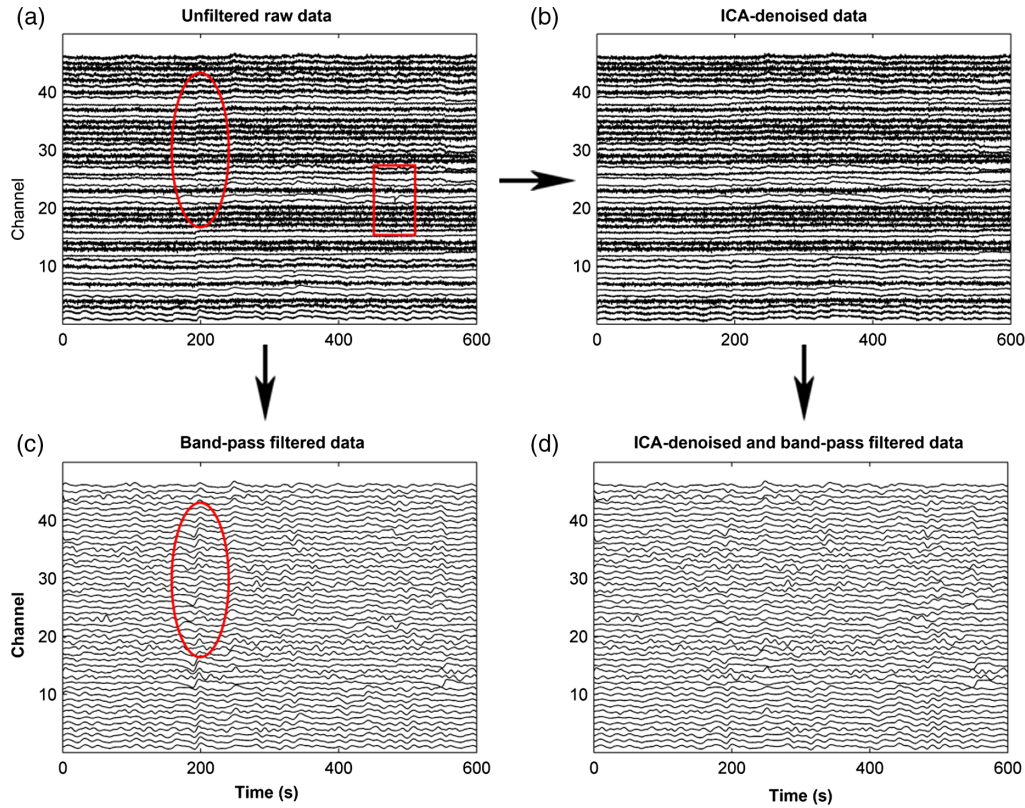 (a)
Unfiltered raw data
(b)
ICA-denoised data
Channel
40
30
20
10
0
200
400
600
40
30
20
10
0
200
400
600
(c)
Band-pass filtered data
(d)
ICA-denoised and band-pass filtered data
Channel
40
30
20
10
0
200
400
600
Time (s)
40
30
20
10
0
200
400
600
Time (s)